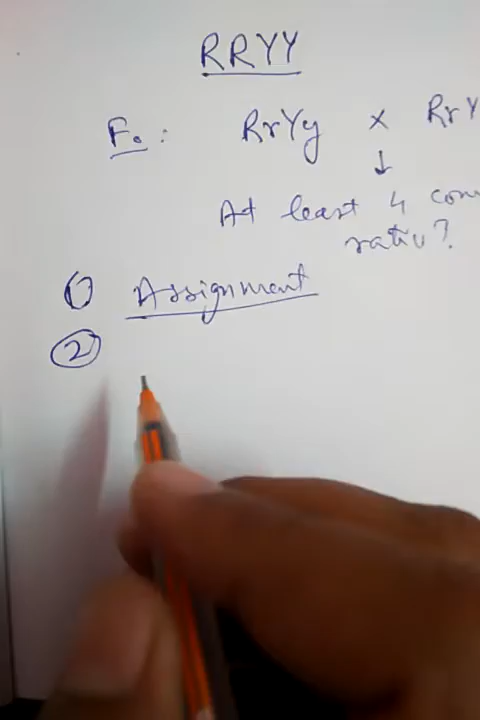 RRYY
F₀ : RrYy × RrY
↓
At least 4 com
ratio?
① Assignment
②